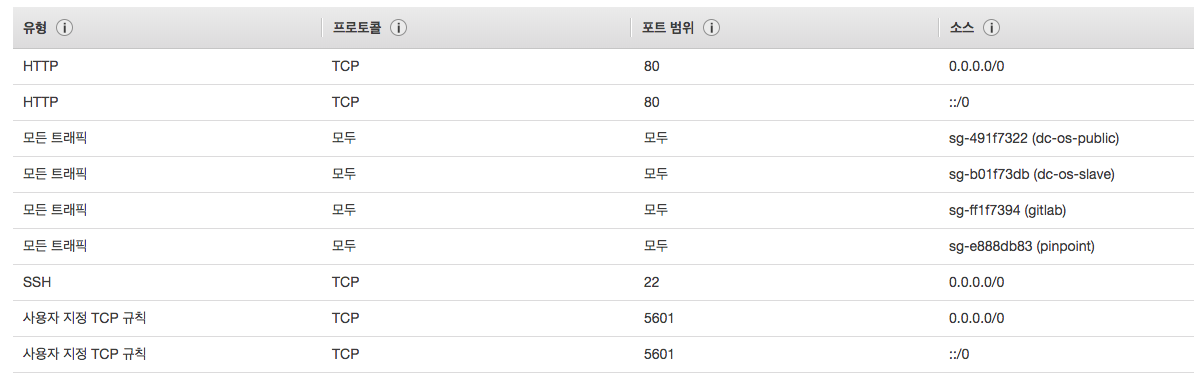 유형 프로토콜 포트 범위 소스
HTTP TCP 80 0.0.0.0/0
HTTP TCP 80 ::/0
모든 트래픽 모두 모두 sg-491f7322 (dc-os-public)
모든 트래픽 모두 모두 sg-b01f73db (dc-os-slave)
모든 트래픽 모두 모두 sg-ff1f7394 (gitlab)
모든 트래픽 모두 모두 sg-e888db83 (pinpoint)
SSH TCP 22 0.0.0.0/0
사용자 지정 TCP 규칙 TCP 5601 0.0.0.0/0
사용자 지정 TCP 규칙 TCP 5601 ::/0